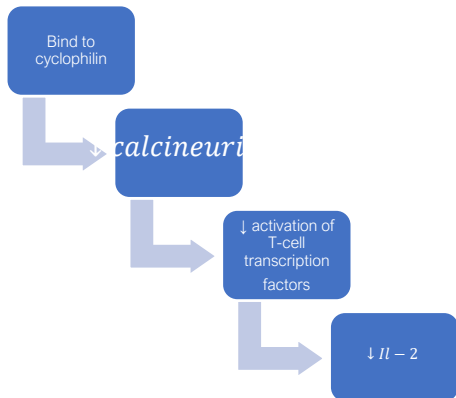 Bind to
cyclophilin
↓ calcineuri
↓ activation of
T-cell
transcription
factors
↓ Il − 2